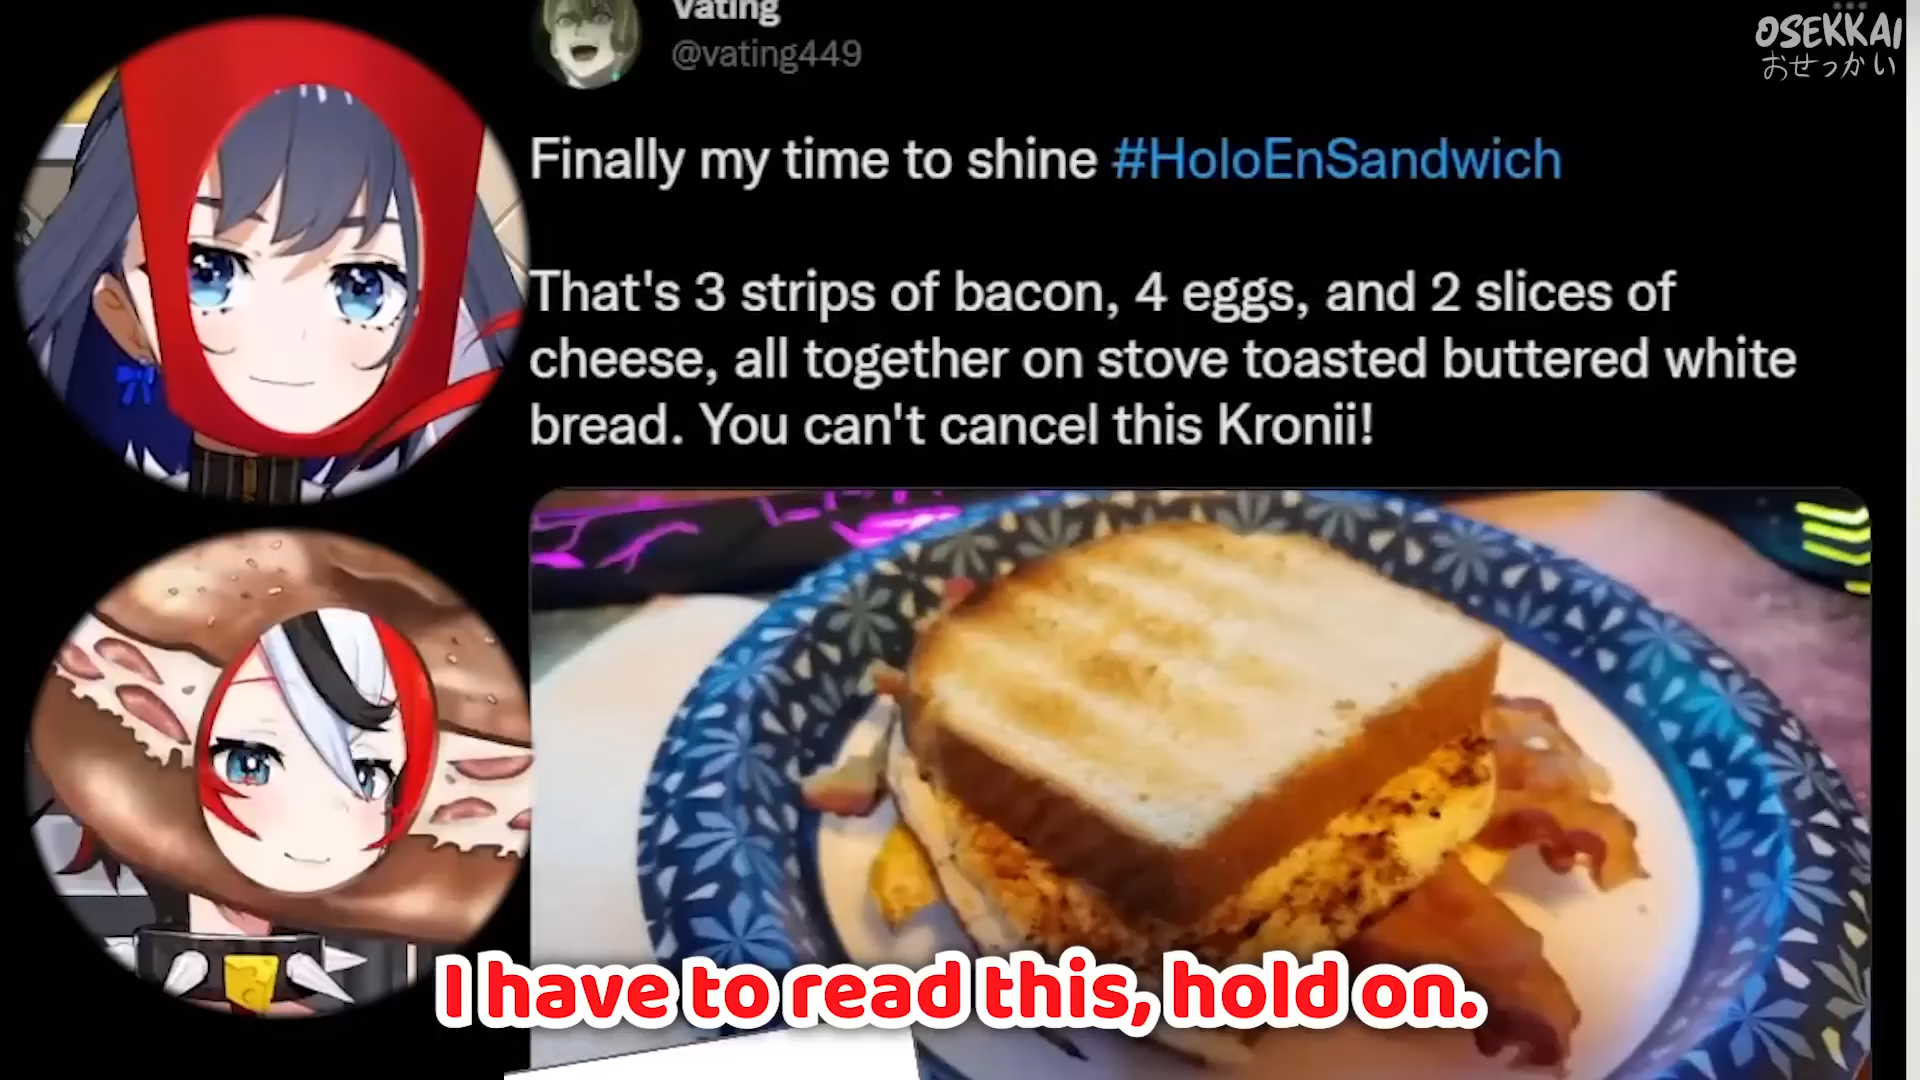 Vating
@vating449
OSEKKAI
おせっかい
Finally my time to shine #HoloEnSandwich
That's 3 strips of bacon, 4 eggs, and 2 slices of
cheese, all together on stove toasted buttered white
bread. You can't cancel this Kronii!
I have to read this, hold on.